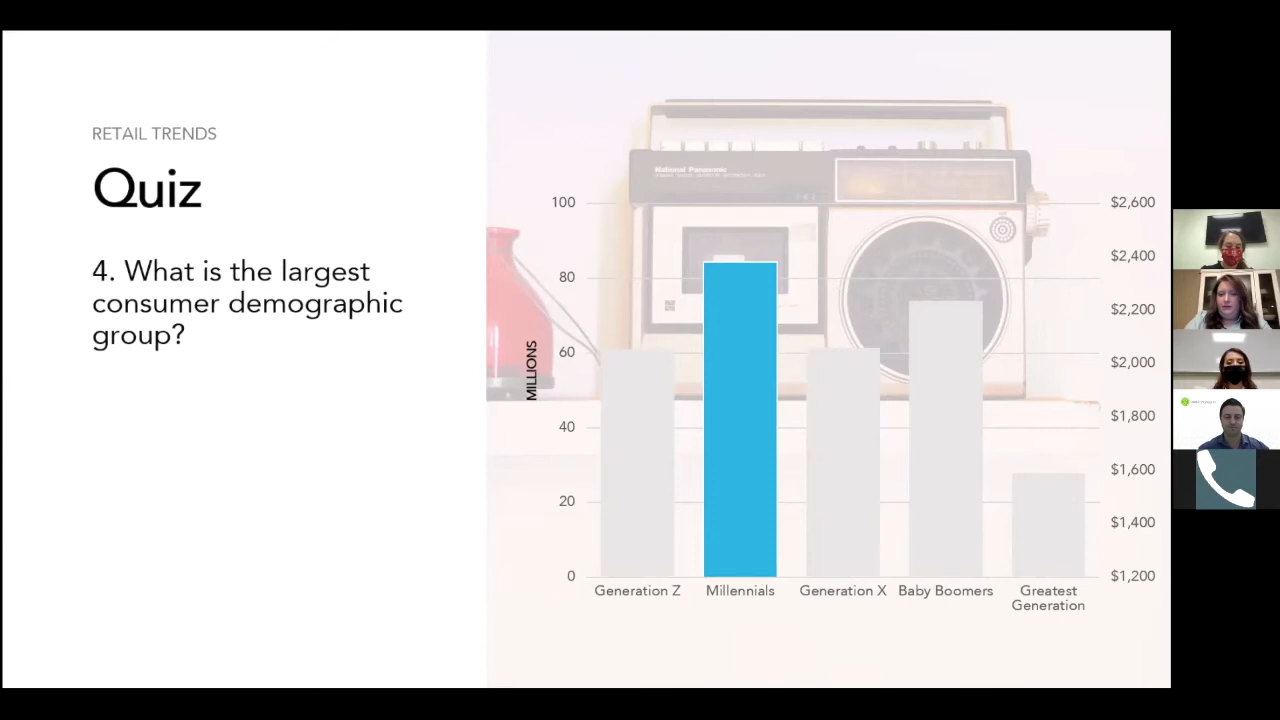 RETAIL TRENDS
Quiz
4. What is the largest
consumer demographic
group?
National Panasonic
MILLIONS
100
80
60
40
20
0
$2,600
$2,400
$2,200
$2,000
$1,800
$1,600
$1,400
$1,200
Generation Z
Millennials
Generation X
Baby Boomers
Greatest
Generation